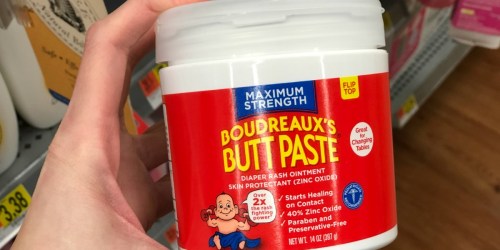 MAXIMUM
STRENGTH
FLIP
TOP
BOUDREAUX'S
BUTT PASTE
Great
for
Changing
Tables
DIAPER RASH OINTMENT
SKIN PROTECTANT (ZINC OXIDE)
Over
2x
the rash
fighting
power
✓ Starts Healing
on Contact
✓ 40% Zinc Oxide
✓ Paraben and
Preservative-Free
NET WT. 14 OZ (397g)
3.38